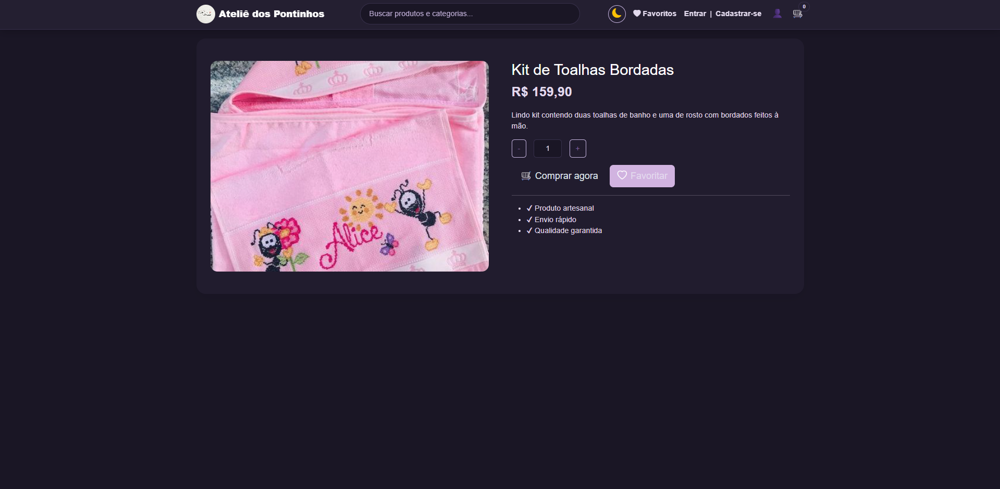 Ateliê dos Pontinhos
Buscar produtos e categorias...
Favoritos
Entrar | Cadastrar-se
0
Kit de Toalhas Bordadas
R$ 159,90
Lindo kit contendo duas toalhas de banho e uma de rosto com bordados feitos à
mão.
- 1 +
Comprar agora
Favoritar
• ✓ Produto artesanal
• ✓ Envio rápido
• ✓ Qualidade garantida
Alice